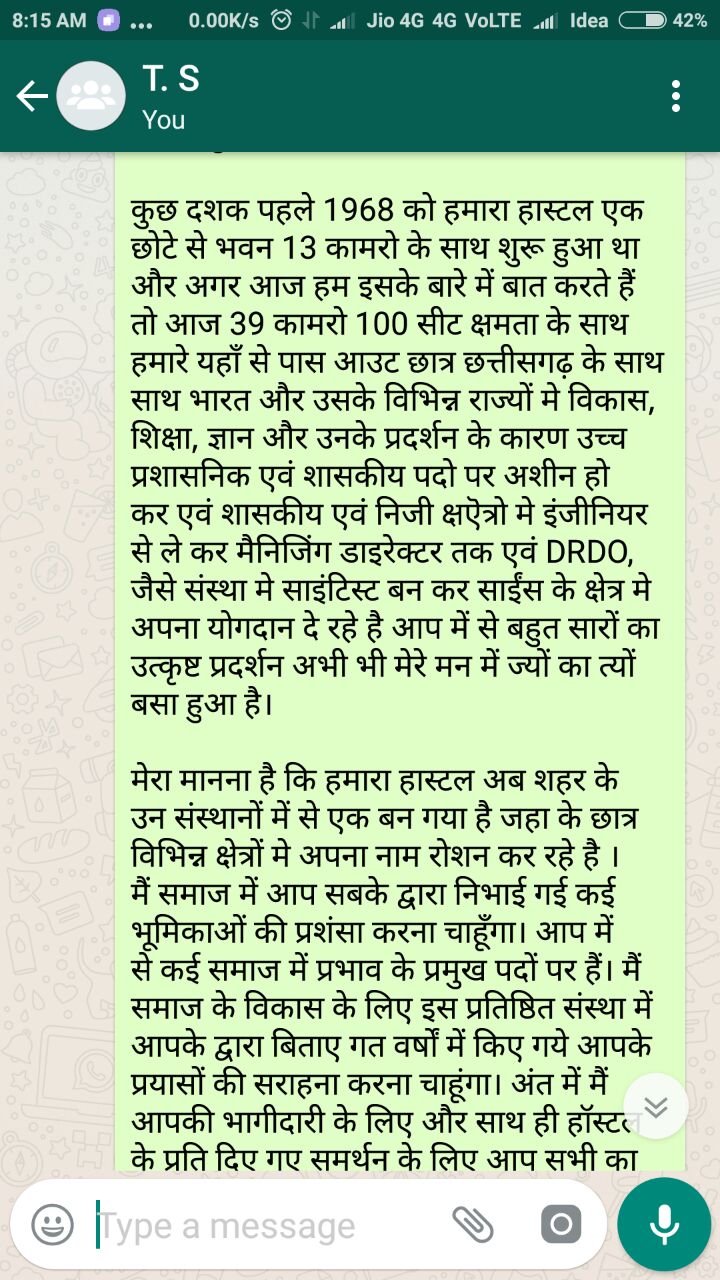 8:15 AM ... 0.00K/s Jio 4G 4G VoLTE Idea 42%
T. S
You
कुछ दशक पहले 1968 को हमारा हास्टल एक
छोटे से भवन 13 कामरो के साथ शुरू हुआ था
और अगर आज हम इसके बारे में बात करते हैं
तो आज 39 कामरो 100 सीट क्षमता के साथ
हमारे यहाँ से पास आउट छात्र छत्तीसगढ़ के साथ
साथ भारत और उसके विभिन्न राज्यों मे विकास,
शिक्षा, ज्ञान और उनके प्रदर्शन के कारण उच्च
प्रशासनिक एवं शासकीय पदो पर अशीन हो
कर एवं शासकीय एवं निजी क्षऎत्रो मे इंजीनियर
से ले कर मैनिजिंग डाइरेक्टर तक एवं DRDO,
जैसे संस्था मे साइंटिस्ट बन कर साईंस के क्षेत्र मे
अपना योगदान दे रहे है आप में से बहुत सारों का
उत्कृष्ट प्रदर्शन अभी भी मेरे मन में ज्यों का त्यों
बसा हुआ है।
मेरा मानना है कि हमारा हास्टल अब शहर के
उन संस्थानों में से एक बन गया है जहा के छात्र
विभिन्न क्षेत्रों मे अपना नाम रोशन कर रहे है ।
मैं समाज में आप सबके द्वारा निभाई गई कई
भूमिकाओं की प्रशंसा करना चाहूँगा। आप में
से कई समाज में प्रभाव के प्रमुख पदों पर हैं। मैं
समाज के विकास के लिए इस प्रतिष्ठित संस्था में
आपके द्वारा बिताए गत वर्षों में किए गये आपके
प्रयासों की सराहना करना चाहूंगा। अंत में मैं
आपकी भागीदारी के लिए और साथ ही हॉस्टल
के प्रति दिए गए समर्थन के लिए आप सभी का
Type a message